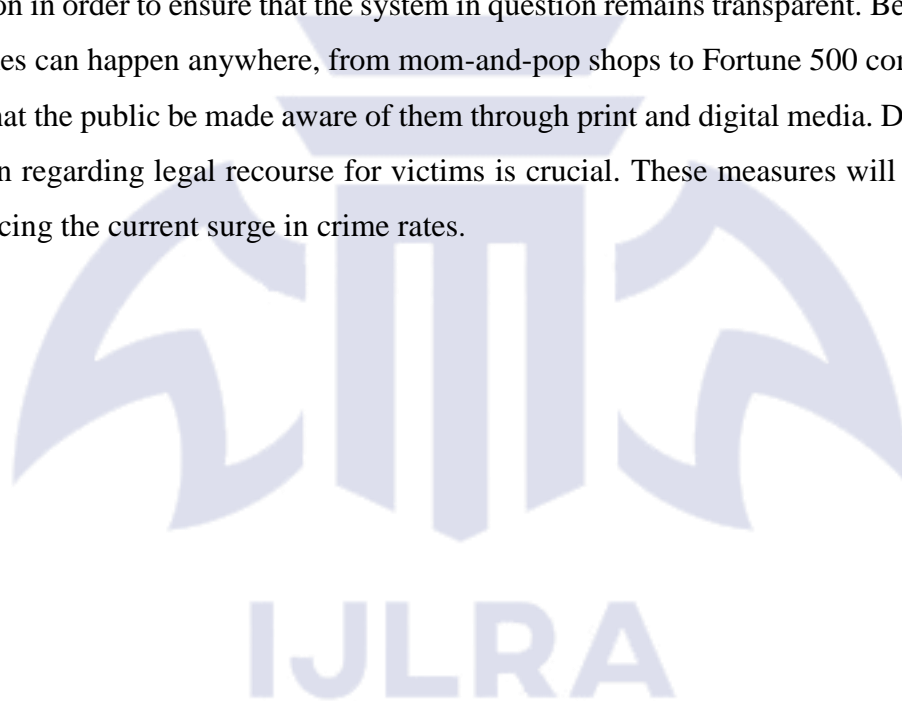 on in order to ensure that the system in question remains transparent. Be
es can happen anywhere, from mom-and-pop shops to Fortune 500 con
hat the public be made aware of them through print and digital media. D
n regarding legal recourse for victims is crucial. These measures will
cing the current surge in crime rates.
IJLRA